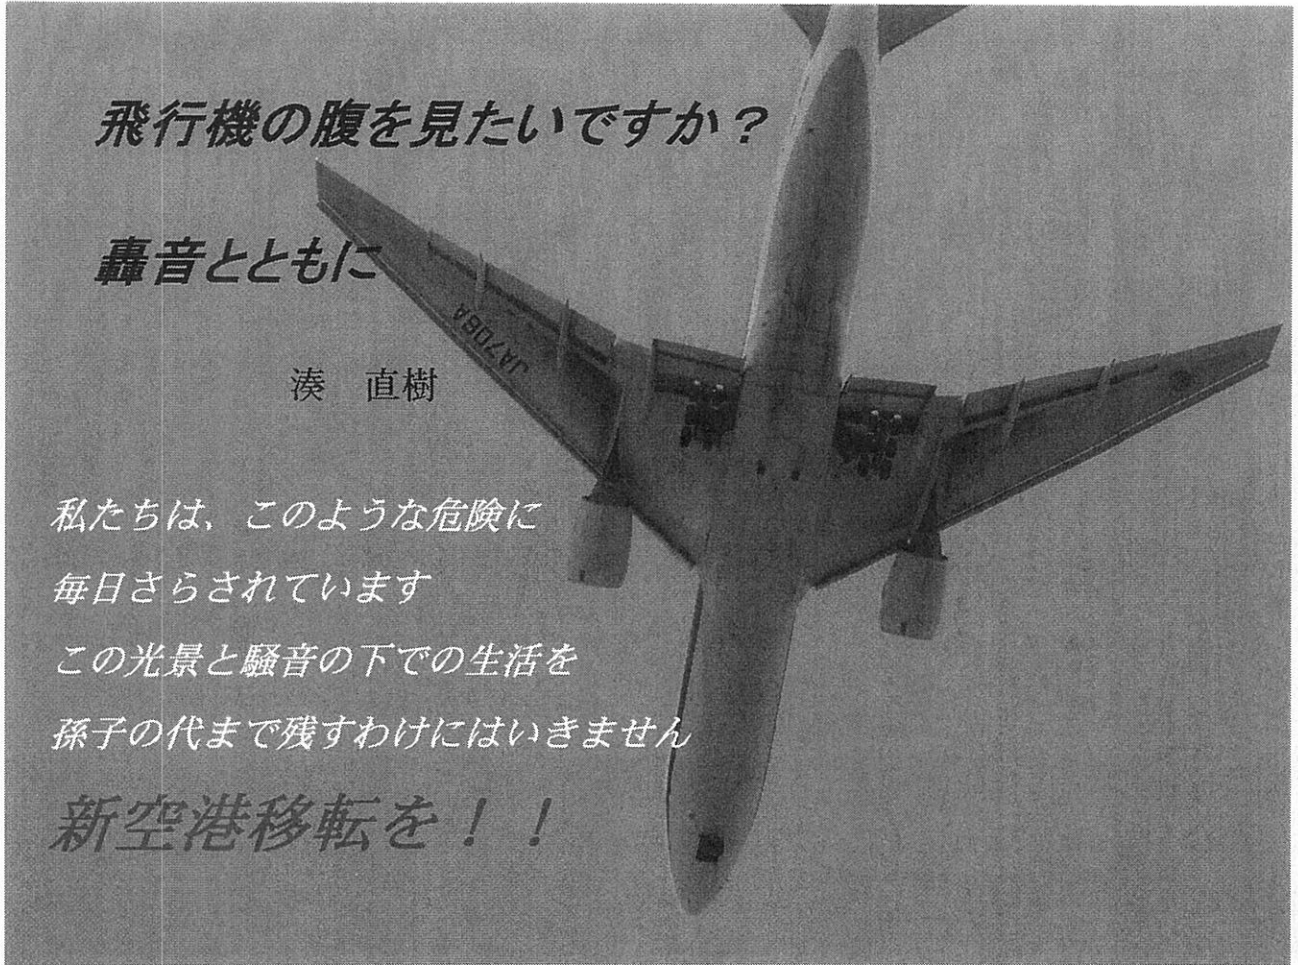 飛行機の腹を見たいですか？
轟音とともに
湊　直樹
JA708A
私たちは、このような危険に
毎日さらされています
この光景と騒音の下での生活を
孫子の代まで残すわけにはいきません
新空港移転を！！